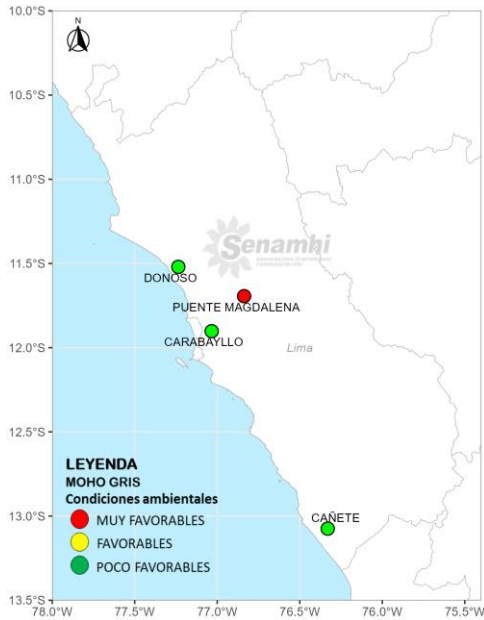 10.0°S
N
10.5°S
11.0°S
Senamhi
11.5°S
DONOSO
PUENTE MAGDALENA
CARABAYLLO
12.0°S
Lima
12.5°S
LEYENDA
MOHO GRIS
Condiciones ambientales
CAÑETE
MUY FAVORABLES
13.0°S
FAVORABLES
POCO FAVORABLES
13.5°S
78.0°W 77.5°W 77.0°W 76.5°W 76.0°W 75.5°W